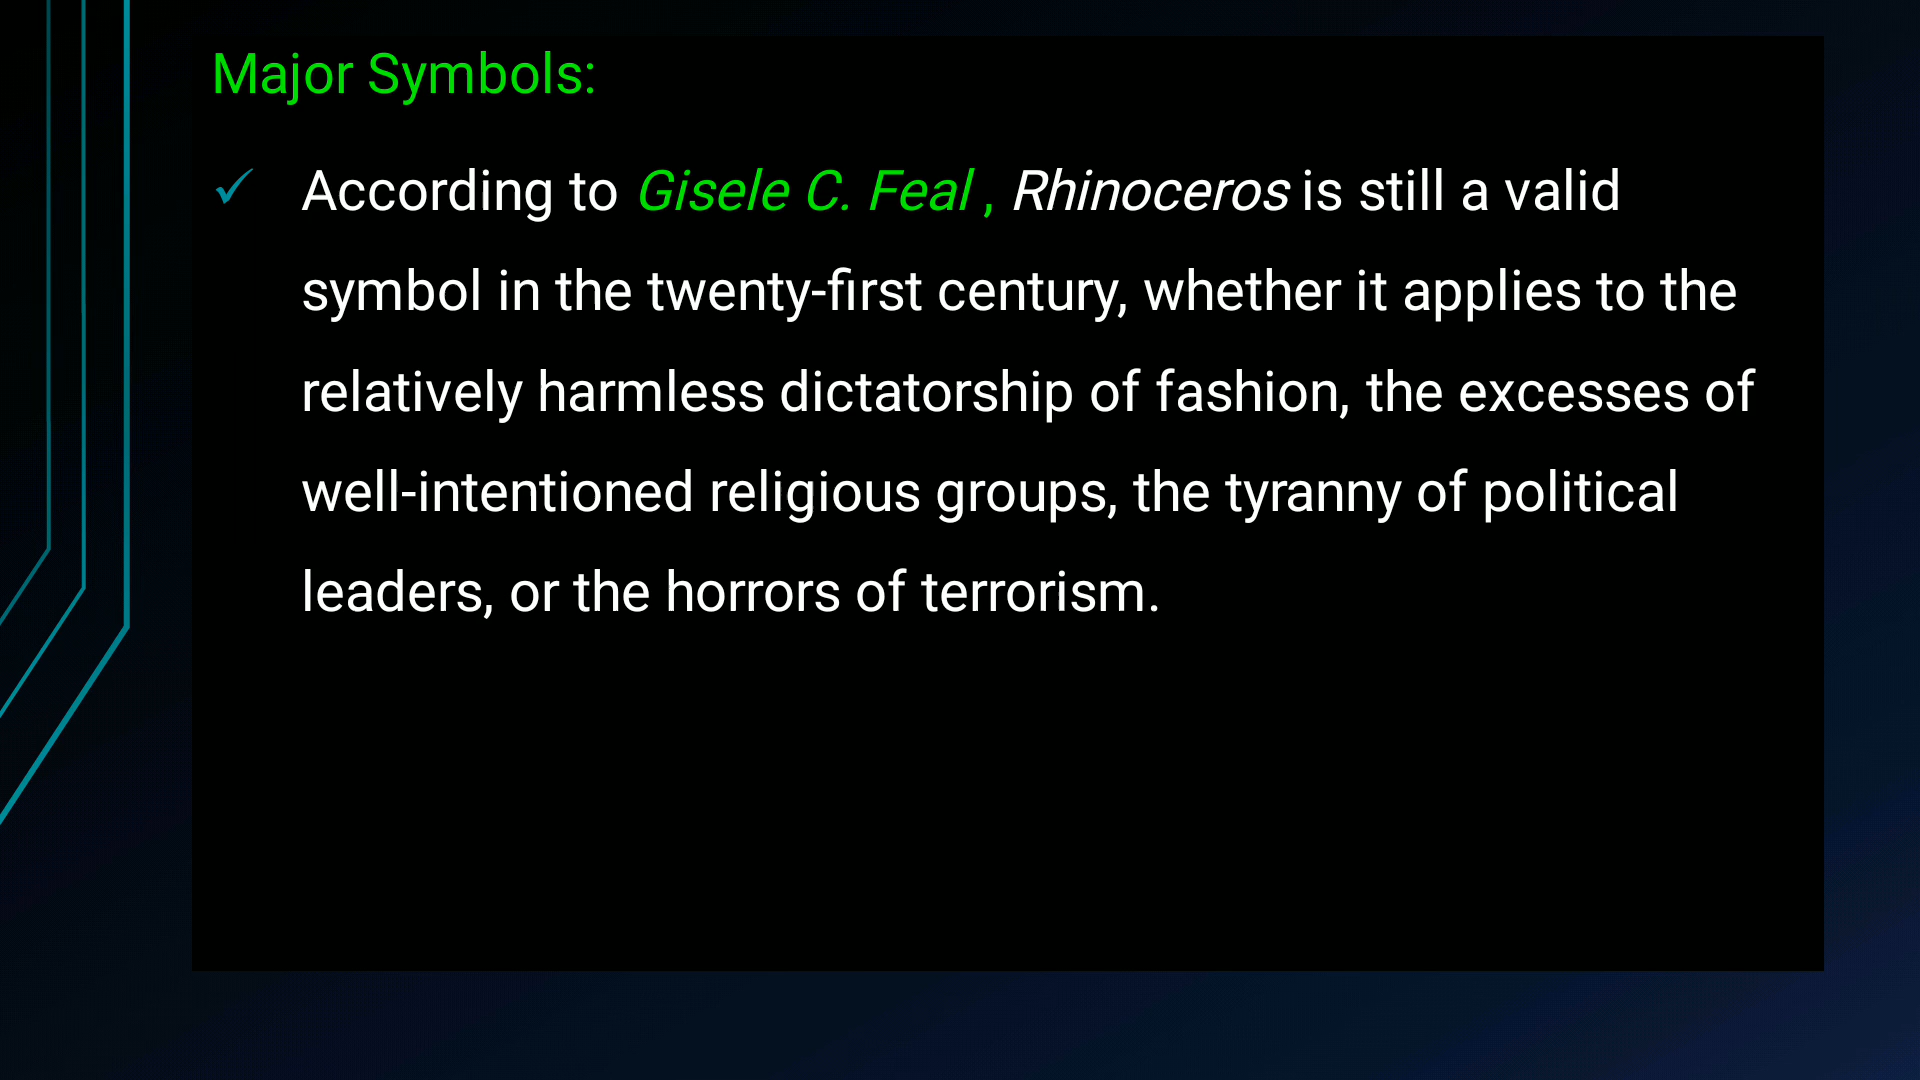 Major Symbols:
✓ According to Gisele C. Feal , Rhinoceros is still a valid
symbol in the twenty-first century, whether it applies to the
relatively harmless dictatorship of fashion, the excesses of
well-intentioned religious groups, the tyranny of political
leaders, or the horrors of terrorism.